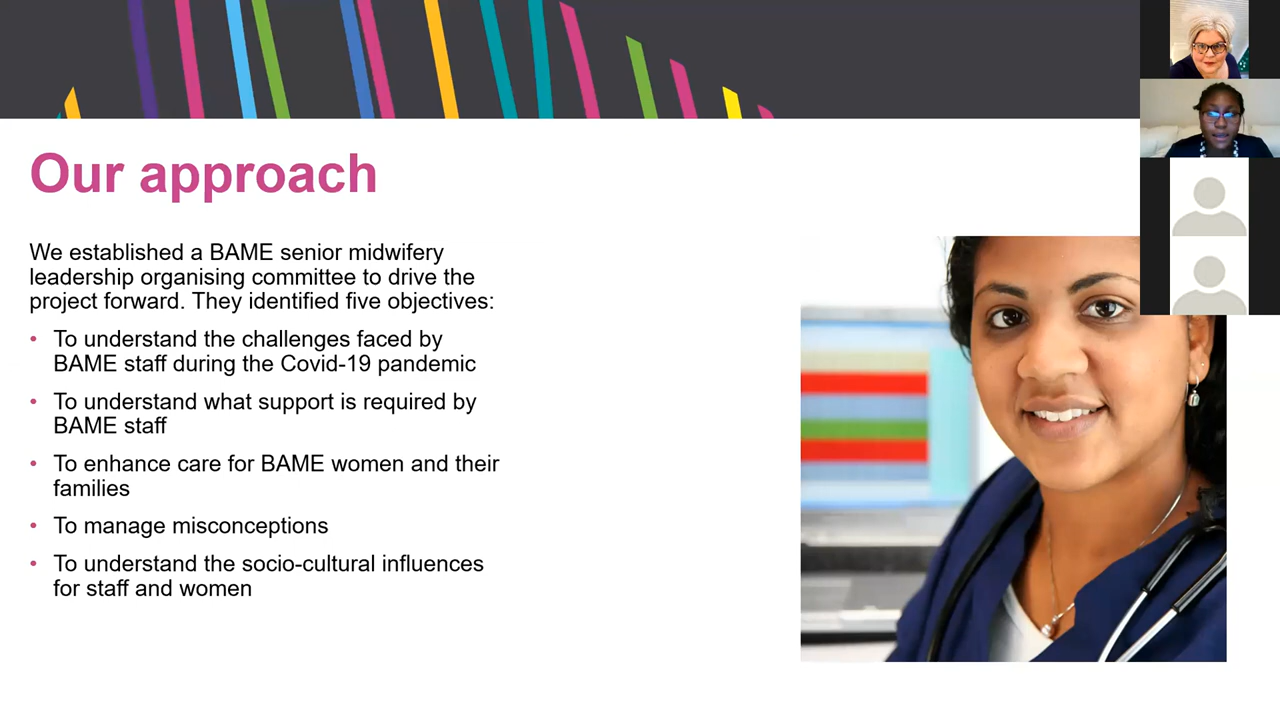 Our approach
We established a BAME senior midwifery
leadership organising committee to drive the
project forward. They identified five objectives:
• To understand the challenges faced by
BAME staff during the Covid-19 pandemic
• To understand what support is required by
BAME staff
• To enhance care for BAME women and their
families
• To manage misconceptions
• To understand the socio-cultural influences
for staff and women